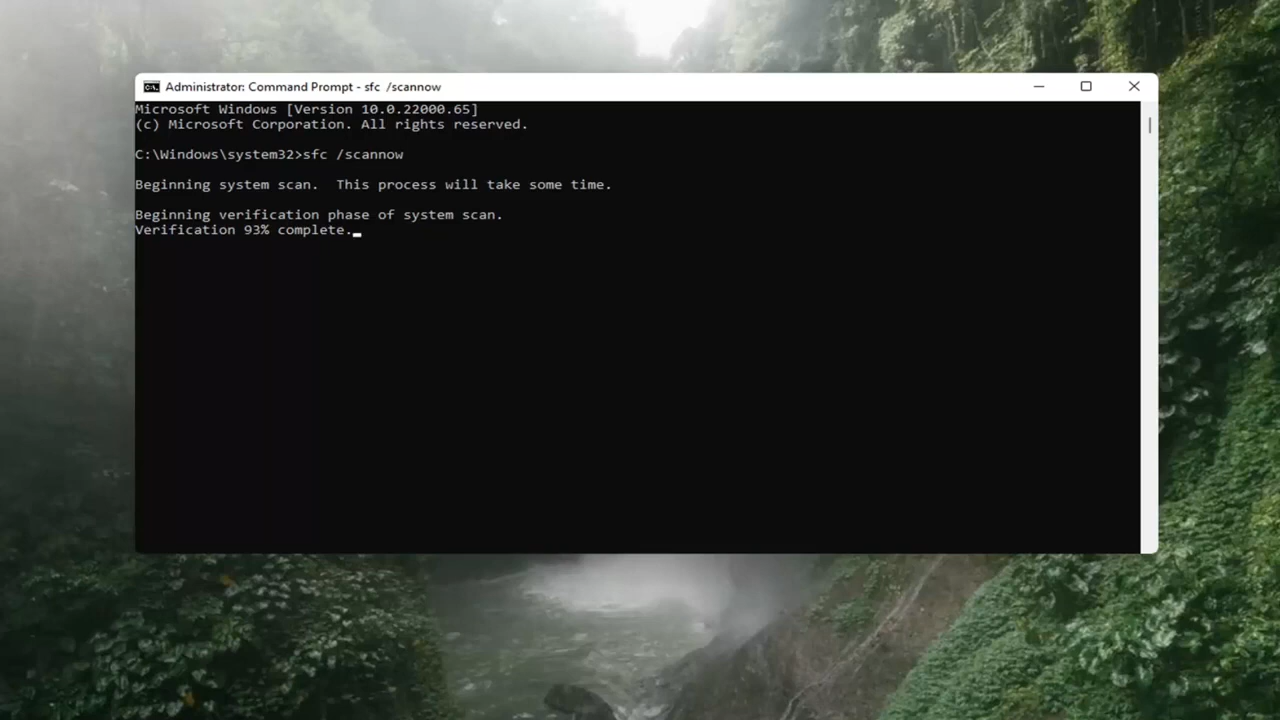 Administrator: Command Prompt - sfc  /scannow
Microsoft Windows [Version 10.0.22000.65]
(c) Microsoft Corporation. All rights reserved.
C:\Windows\system32>sfc /scannow
Beginning system scan.  This process will take some time.
Beginning verification phase of system scan.
Verification 93% complete.